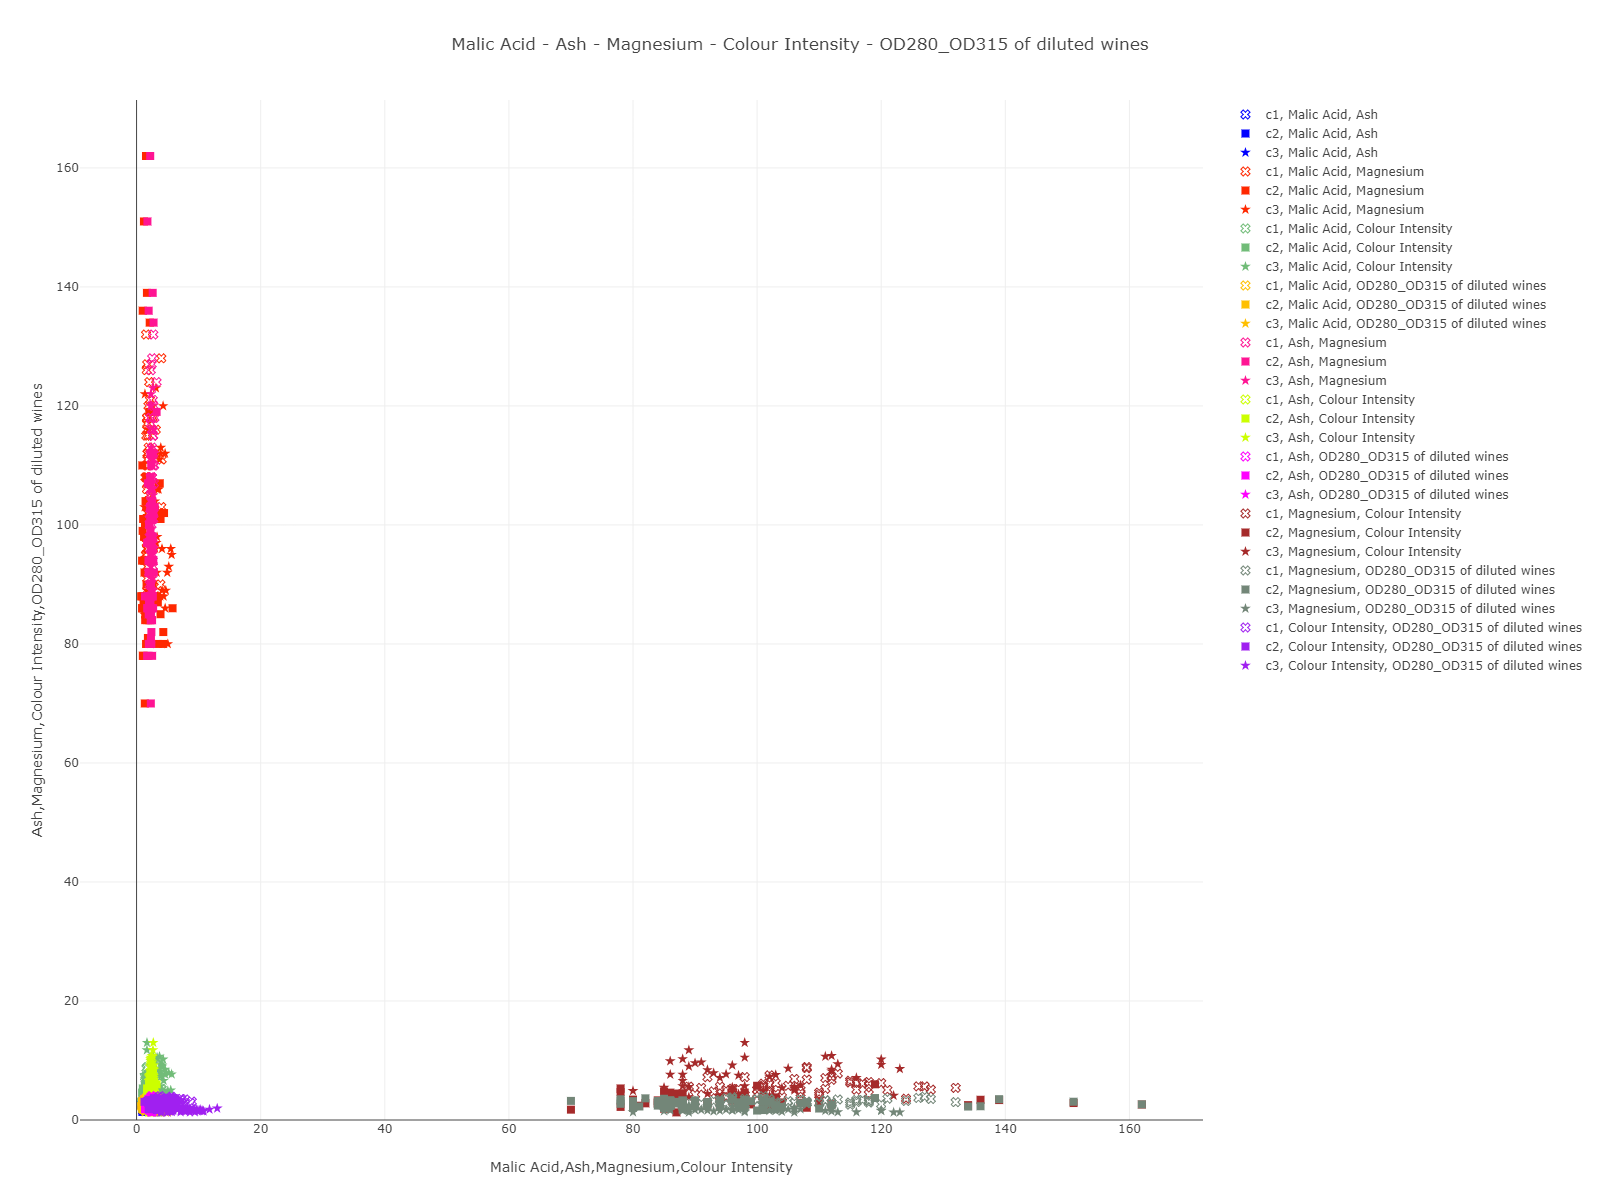 Malic Acid - Ash - Magnesium - Colour Intensity - OD280_OD315 of diluted wines
c1, Malic Acid, Ash
c2, Malic Acid, Ash
c3, Malic Acid, Ash
c1, Malic Acid, Magnesium
c2, Malic Acid, Magnesium
c3, Malic Acid, Magnesium
c1, Malic Acid, Colour Intensity
c2, Malic Acid, Colour Intensity
c3, Malic Acid, Colour Intensity
c1, Malic Acid, OD280_OD315 of diluted wines
c2, Malic Acid, OD280_OD315 of diluted wines
c3, Malic Acid, OD280_OD315 of diluted wines
c1, Ash, Magnesium
c2, Ash, Magnesium
c3, Ash, Magnesium
c1, Ash, Colour Intensity
c2, Ash, Colour Intensity
c3, Ash, Colour Intensity
c1, Ash, OD280_OD315 of diluted wines
c2, Ash, OD280_OD315 of diluted wines
c3, Ash, OD280_OD315 of diluted wines
c1, Magnesium, Colour Intensity
c2, Magnesium, Colour Intensity
c3, Magnesium, Colour Intensity
c1, Magnesium, OD280_OD315 of diluted wines
c2, Magnesium, OD280_OD315 of diluted wines
c3, Magnesium, OD280_OD315 of diluted wines
c1, Colour Intensity, OD280_OD315 of diluted wines
c2, Colour Intensity, OD280_OD315 of diluted wines
c3, Colour Intensity, OD280_OD315 of diluted wines
Ash,Magnesium,Colour Intensity,OD280_OD315 of diluted wines
160
140
120
100
80
60
40
20
0
0 20 40 60 80 100 120 140 160
Malic Acid,Ash,Magnesium,Colour Intensity